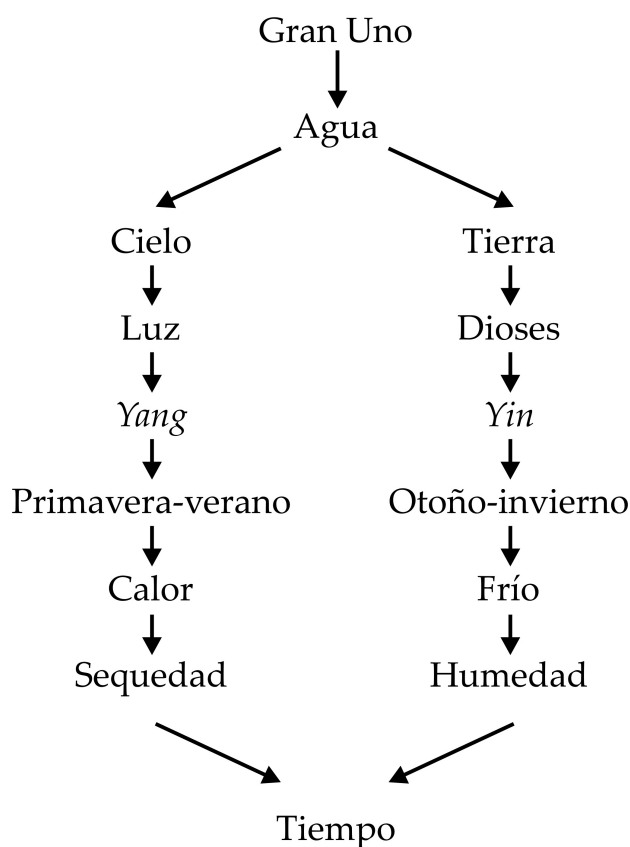 Gran Uno
Agua
Cielo Tierra
Luz Dioses
Yang Yin
Primavera-verano Otoño-invierno
Calor Frío
Sequedad Humedad
Tiempo